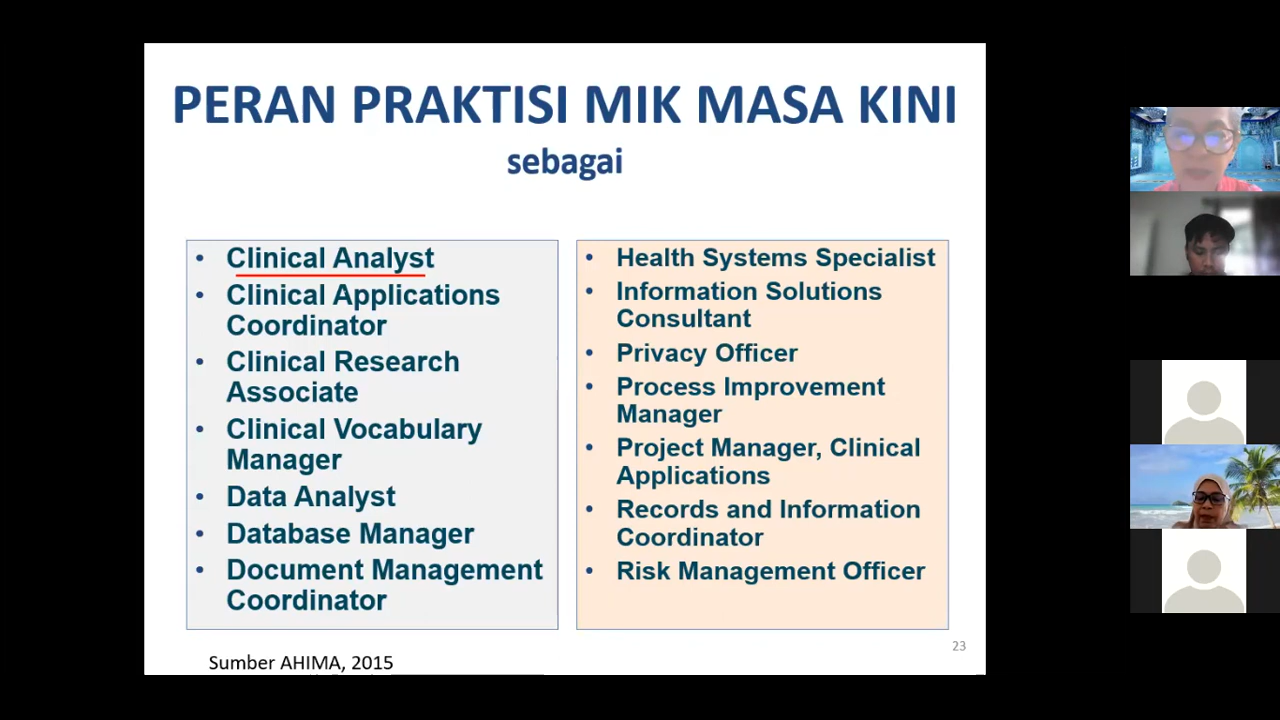 PERAN PRAKTISI MIK MASA KINI
sebagai
• Clinical Analyst
• Clinical Applications
Coordinator
• Clinical Research
Associate
• Clinical Vocabulary
Manager
• Data Analyst
• Database Manager
• Document Management
Coordinator
• Health Systems Specialist
• Information Solutions
Consultant
• Privacy Officer
• Process Improvement
Manager
• Project Manager, Clinical
Applications
• Records and Information
Coordinator
• Risk Management Officer
23
Sumber AHIMA, 2015